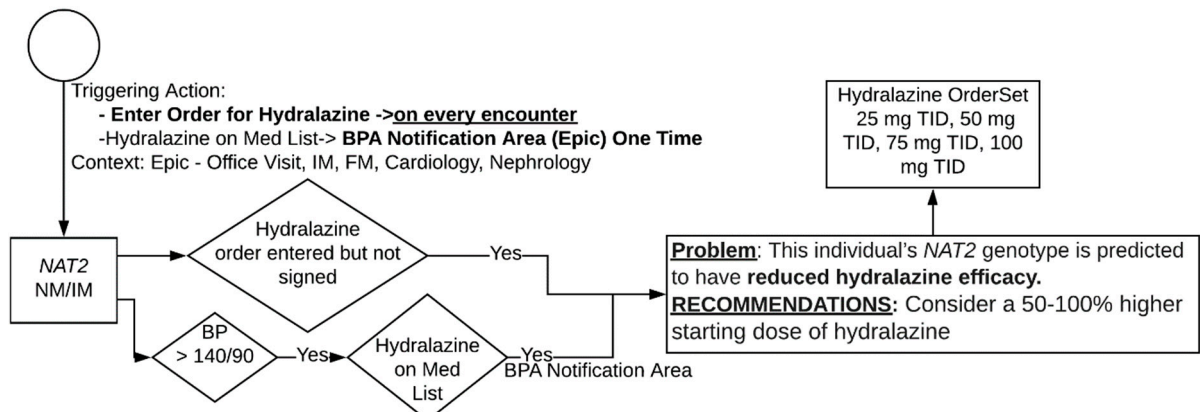 Triggering Action:
- Enter Order for Hydralazine ->on every encounter
-Hydralazine on Med List-> BPA Notification Area (Epic) One Time
Context: Epic - Office Visit, IM, FM, Cardiology, Nephrology
NAT2
NM/IM
Hydralazine
order entered but not
signed
Yes
BP
> 140/90
Yes
Hydralazine
on Med
List
Yes
BPA Notification Area
Problem: This individual's NAT2 genotype is predicted
to have reduced hydralazine efficacy.
RECOMMENDATIONS: Consider a 50-100% higher
starting dose of hydralazine
Hydralazine OrderSet
25 mg TID, 50 mg
TID, 75 mg TID, 100
mg TID